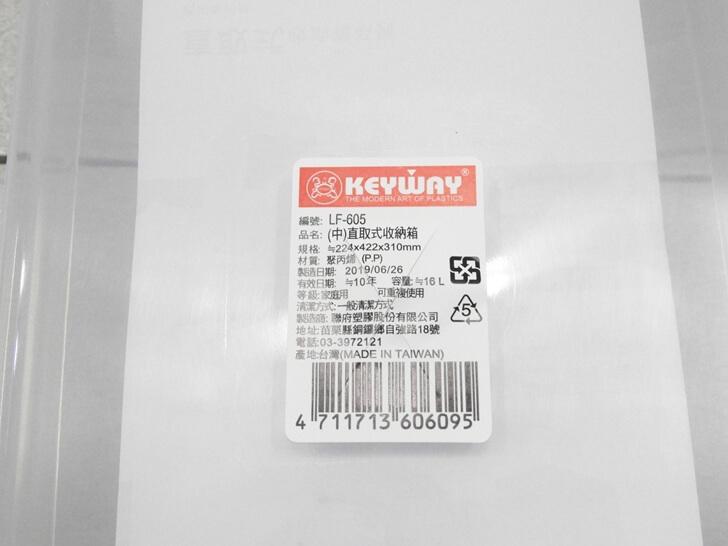 KEYWAY®
THE MODERN ART OF PLASTICS
編號: LF-605
品名: (中)直取式收納箱
規格: ≒224x422x310mm
材質: 聚丙烯 (P.P)
製造日期: 2019/06/26
有效日期: ≒10年 容量:≒16 L
等級:家庭用 可重複使用
清潔方式:一般清潔方式
製造商: 聯府塑膠股份有限公司
地址:苗栗縣銅鑼鄉自強路18號
電話:03-3972121
產地:台灣(MADE IN TAIWAN)
5
4 711713 606095